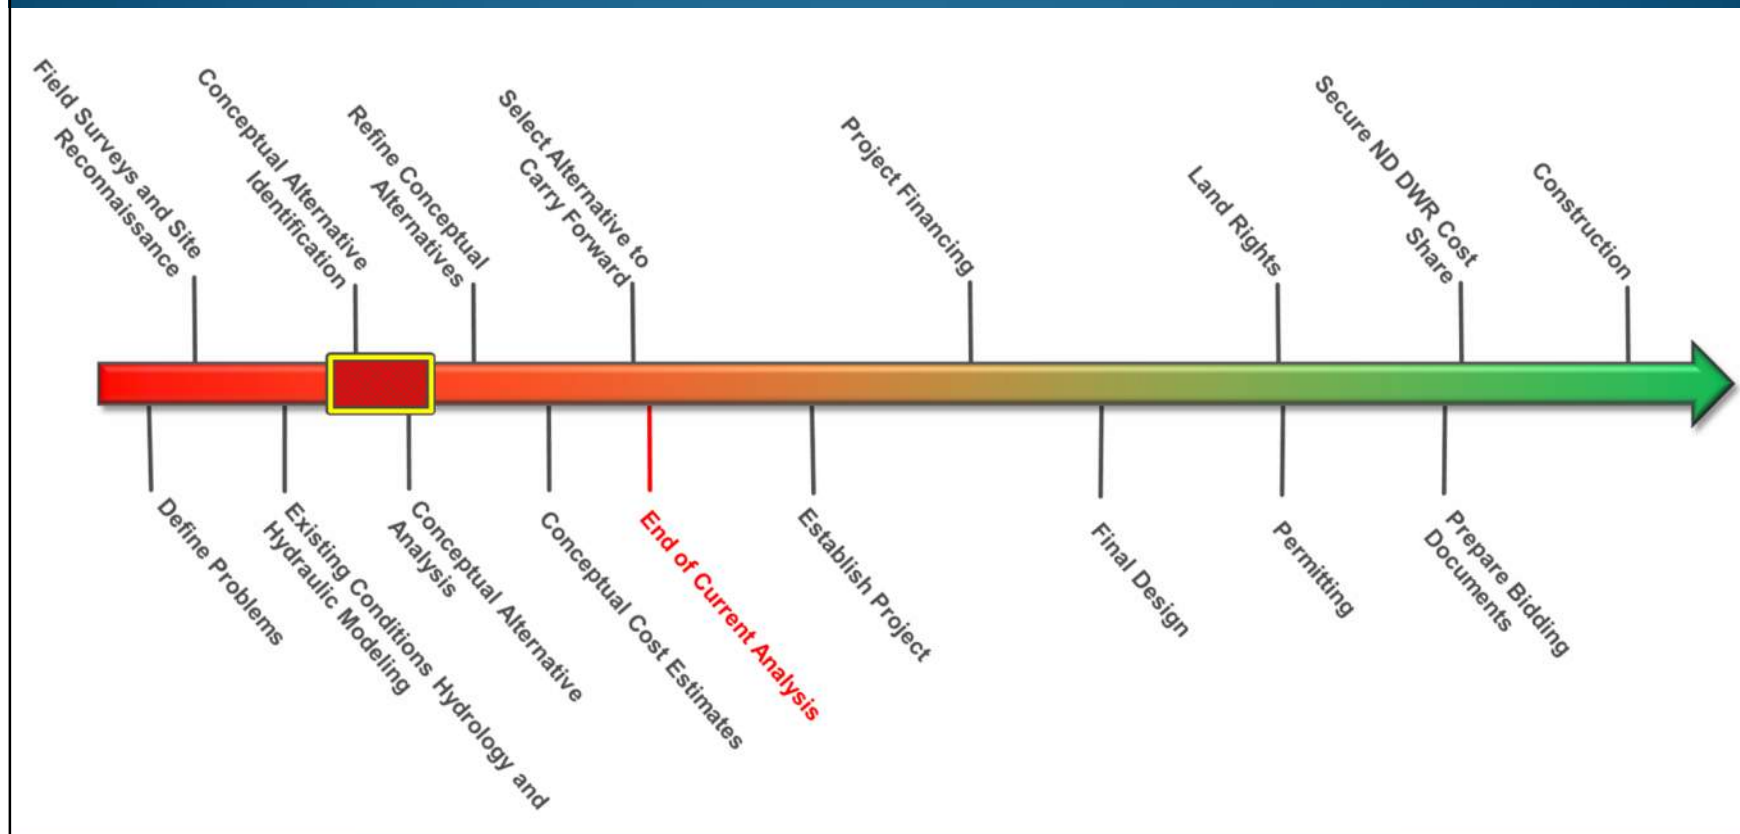 Field Surveys and Site
Reconnaissance
Conceptual Alternative
Identification
Refine Conceptual
Alternatives
Select Alternative to
Carry Forward
Project Financing
Land Rights
Secure ND DWR Cost
Share
Construction
Define Problems
Existing Conditions Hydrology and
Hydraulic Modeling
Conceptual Alternative
Analysis
Conceptual Cost Estimates
End of Current Analysis
Establish Project
Final Design
Permitting
Prepare Bidding
Documents